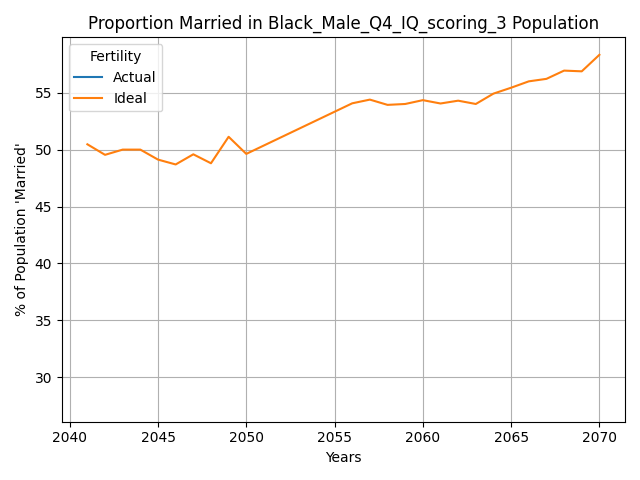 Proportion Married in Black_Male_Q4_IQ_scoring_3 Population
Fertility
Actual
Ideal
% of Population 'Married'
55
50
45
40
35
30
2040 2045 2050 2055 2060 2065 2070
Years